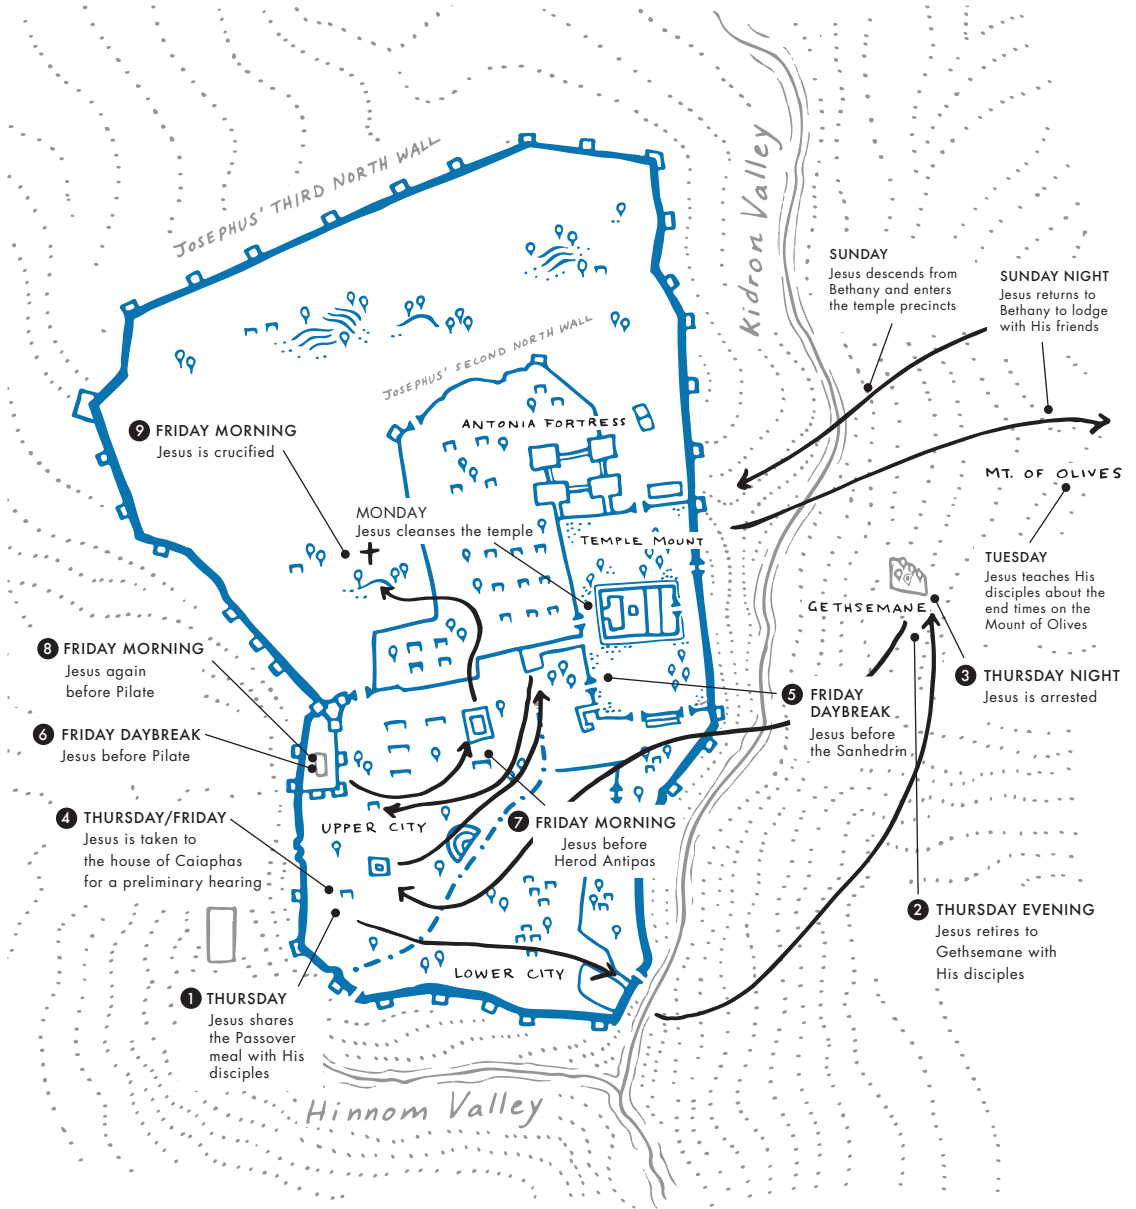 JOSEPHUS' THIRD NORTH WALL
Kidron Valley
SUNDAY
Jesus descends from
Bethany and enters
the temple precincts
SUNDAY NIGHT
Jesus returns to
Bethany to lodge
with His friends
JOSEPHUS' SECOND NORTH WALL
ANTONIA FORTRESS
9 FRIDAY MORNING
Jesus is crucified
MT. OF OLIVES
MONDAY
Jesus cleanses the temple
TEMPLE MOUNT
TUESDAY
Jesus teaches His
disciples about the
end times on the
Mount of Olives
GETHSEMANE
8 FRIDAY MORNING
Jesus again
before Pilate
3 THURSDAY NIGHT
Jesus is arrested
5 FRIDAY
DAYBREAK
Jesus before
the Sanhedrin
6 FRIDAY DAYBREAK
Jesus before Pilate
4 THURSDAY/FRIDAY
Jesus is taken to
the house of Caiaphas
for a preliminary hearing
UPPER CITY
7 FRIDAY MORNING
Jesus before
Herod Antipas
2 THURSDAY EVENING
Jesus retires to
Gethsemane with
His disciples
LOWER CITY
1 THURSDAY
Jesus shares
the Passover
meal with His
disciples
Hinnom Valley